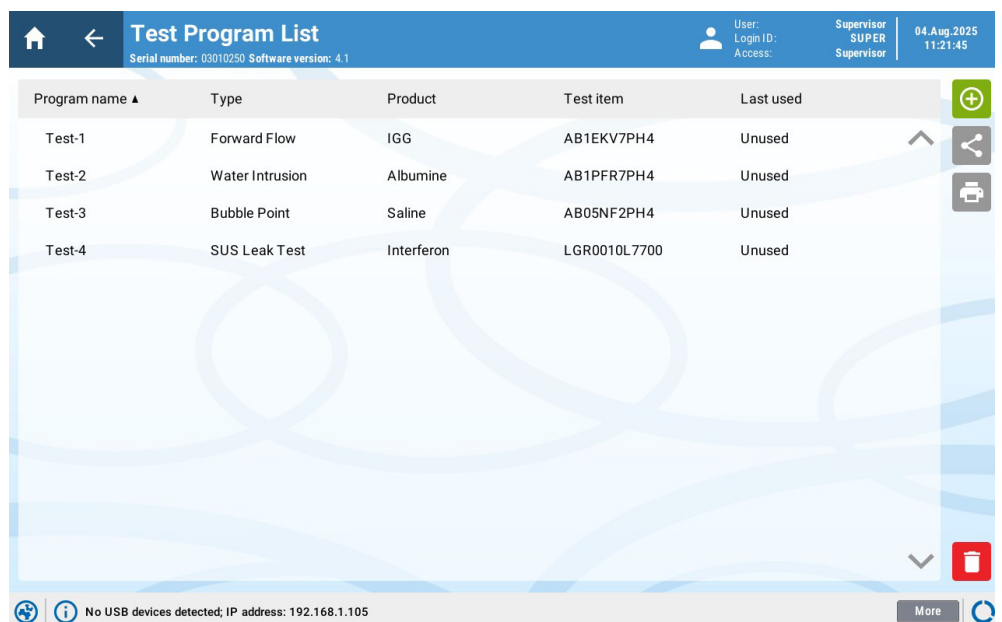 Test Program List
Serial number: 03010250 Software version: 4.1
User: Supervisor
Login ID: SUPER
Access: Supervisor
04.Aug.2025
11:21:45
Program name ▲ Type Product Test item Last used
Test-1 Forward Flow IGG AB1EKV7PH4 Unused
Test-2 Water Intrusion Albumine AB1PFR7PH4 Unused
Test-3 Bubble Point Saline AB05NF2PH4 Unused
Test-4 SUS Leak Test Interferon LGR0010L7700 Unused
No USB devices detected; IP address: 192.168.1.105
More